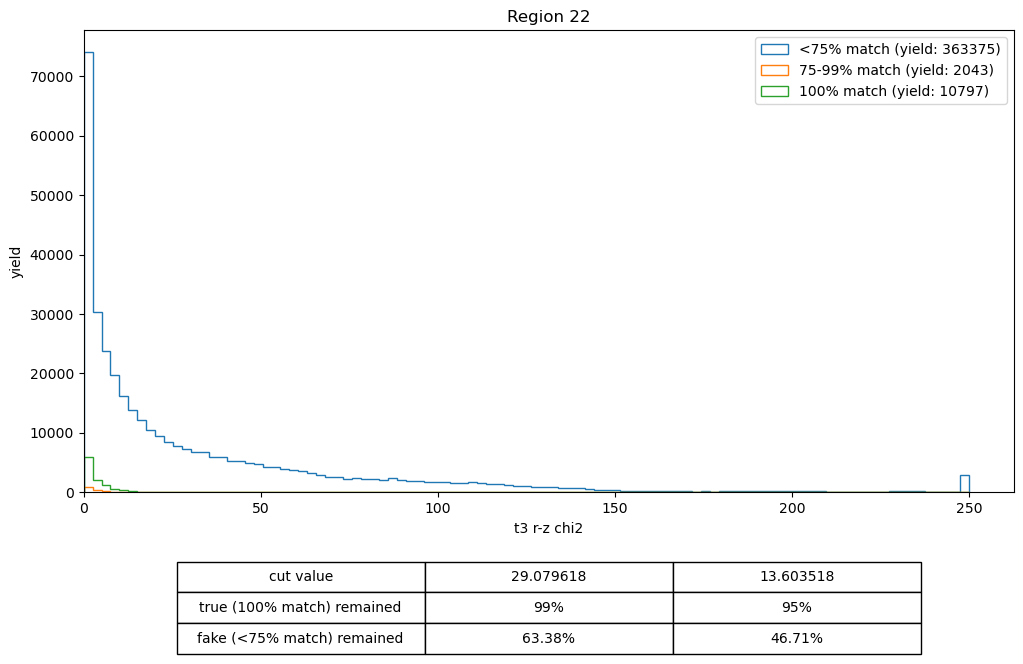 Region 22
<75% match (yield: 363375)
75-99% match (yield: 2043)
100% match (yield: 10797)
yield
70000
60000
50000
40000
30000
20000
10000
0
0 50 100 150 200 250
t3 r-z chi2
cut value 29.079618 13.603518
true (100% match) remained 99% 95%
fake (<75% match) remained 63.38% 46.71%